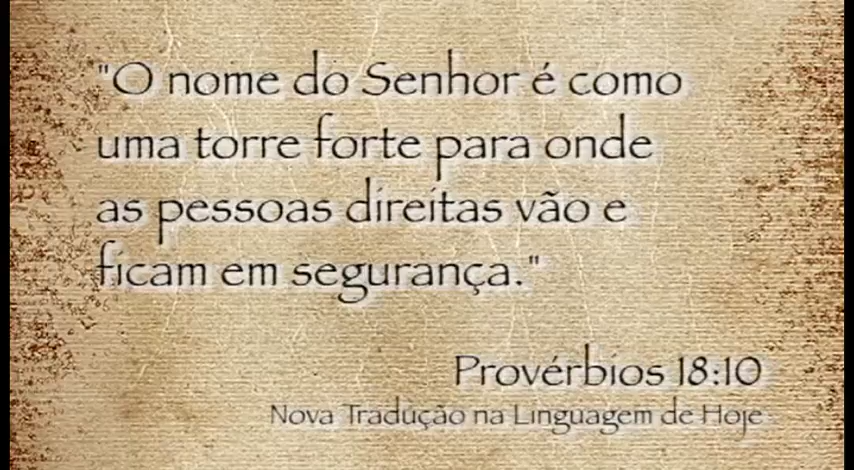 "O nome do Senhor é como
uma torre forte para onde
as pessoas direitas vão e
ficam em segurança."
Provérbios 18:10
Nova Tradução na Linguagem de Hoje